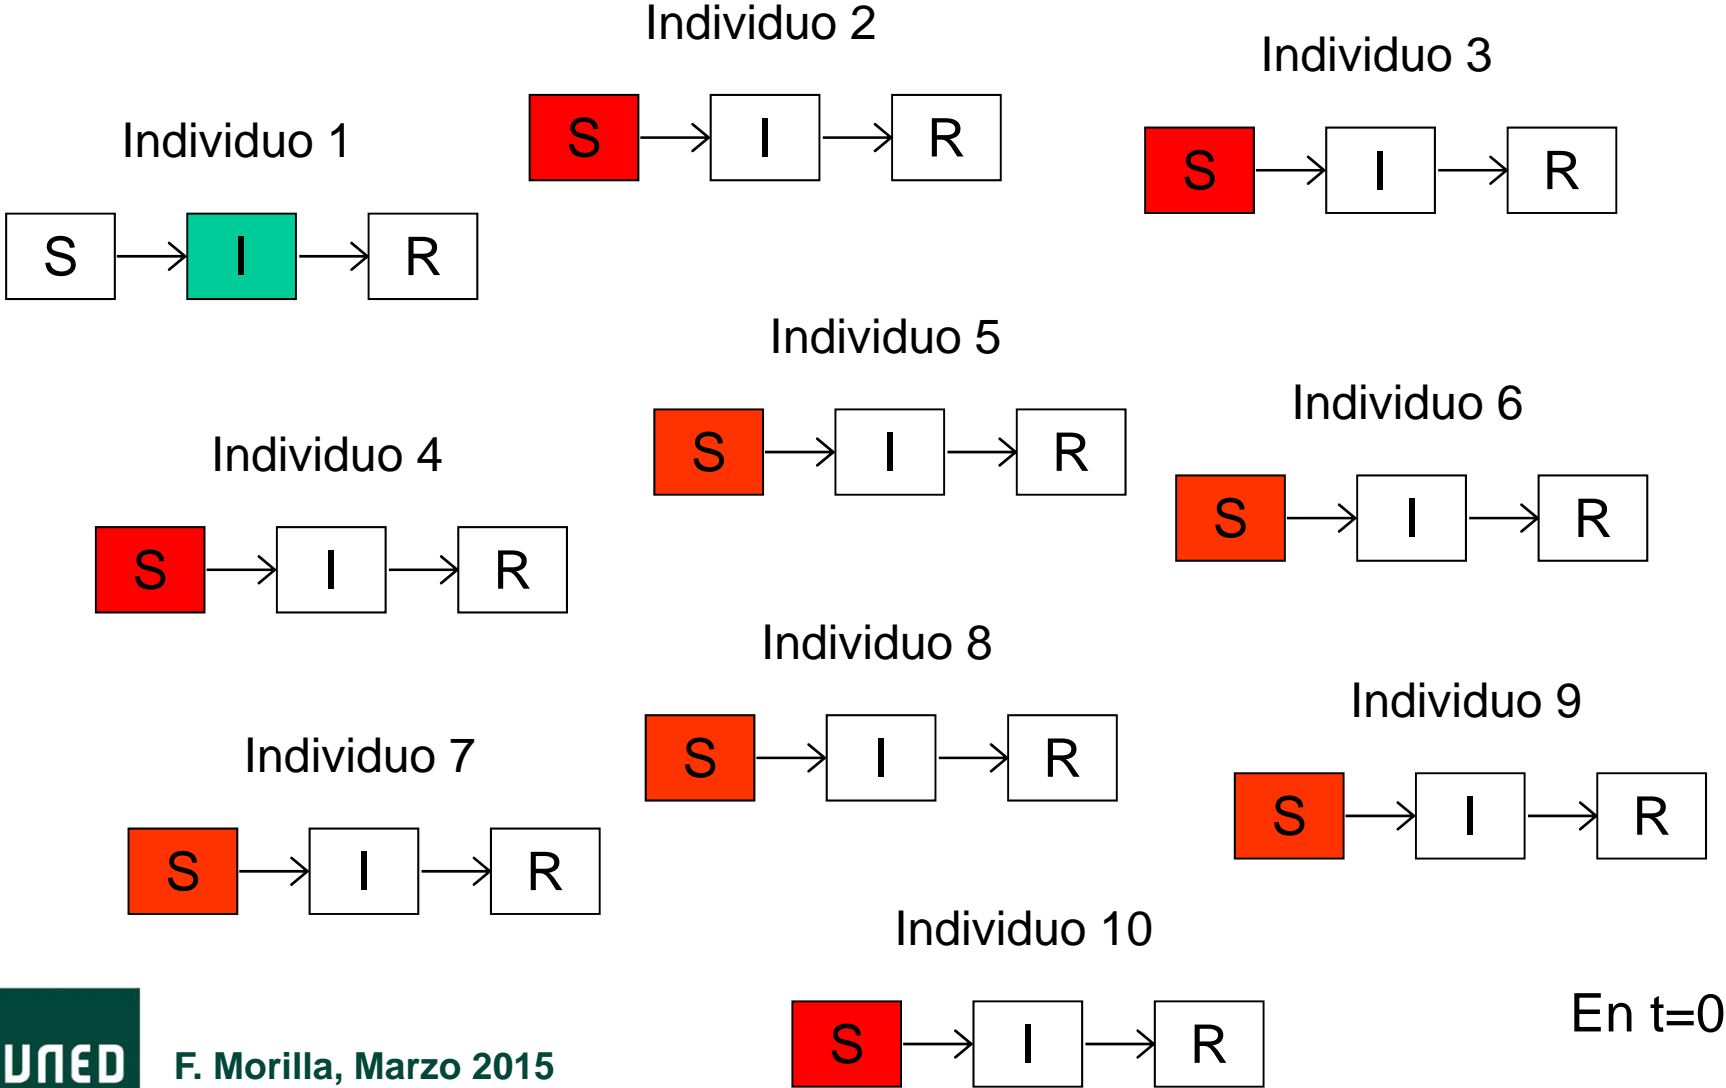 Individuo 2
S I R
Individuo 3
S I R
Individuo 1
S I R
Individuo 5
S I R
Individuo 6
S I R
Individuo 4
S I R
Individuo 8
S I R
Individuo 9
S I R
Individuo 7
S I R
Individuo 10
S I R
En t=0
UNED
F. Morilla, Marzo 2015